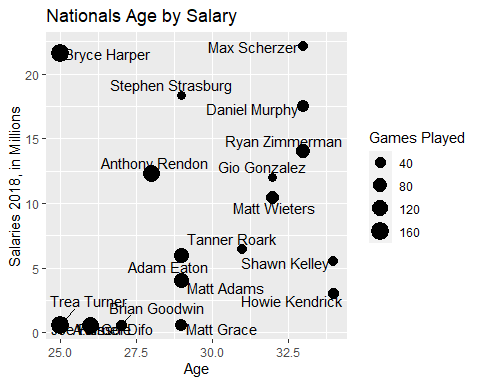 Nationals Age by Salary
Bryce Harper
Max Scherzer
Stephen Strasburg
Daniel Murphy
Ryan Zimmerman
Anthony Rendon
Gio Gonzalez
Matt Wieters
Tanner Roark
Adam Eaton
Shawn Kelley
Matt Adams
Howie Kendrick
Trea Turner
Brian Goodwin
Difo
Matt Grace
20
15
10
5
0
25.0 27.5 30.0 32.5
Age
Salaries 2018, in Millions
Games Played
40
80
120
160